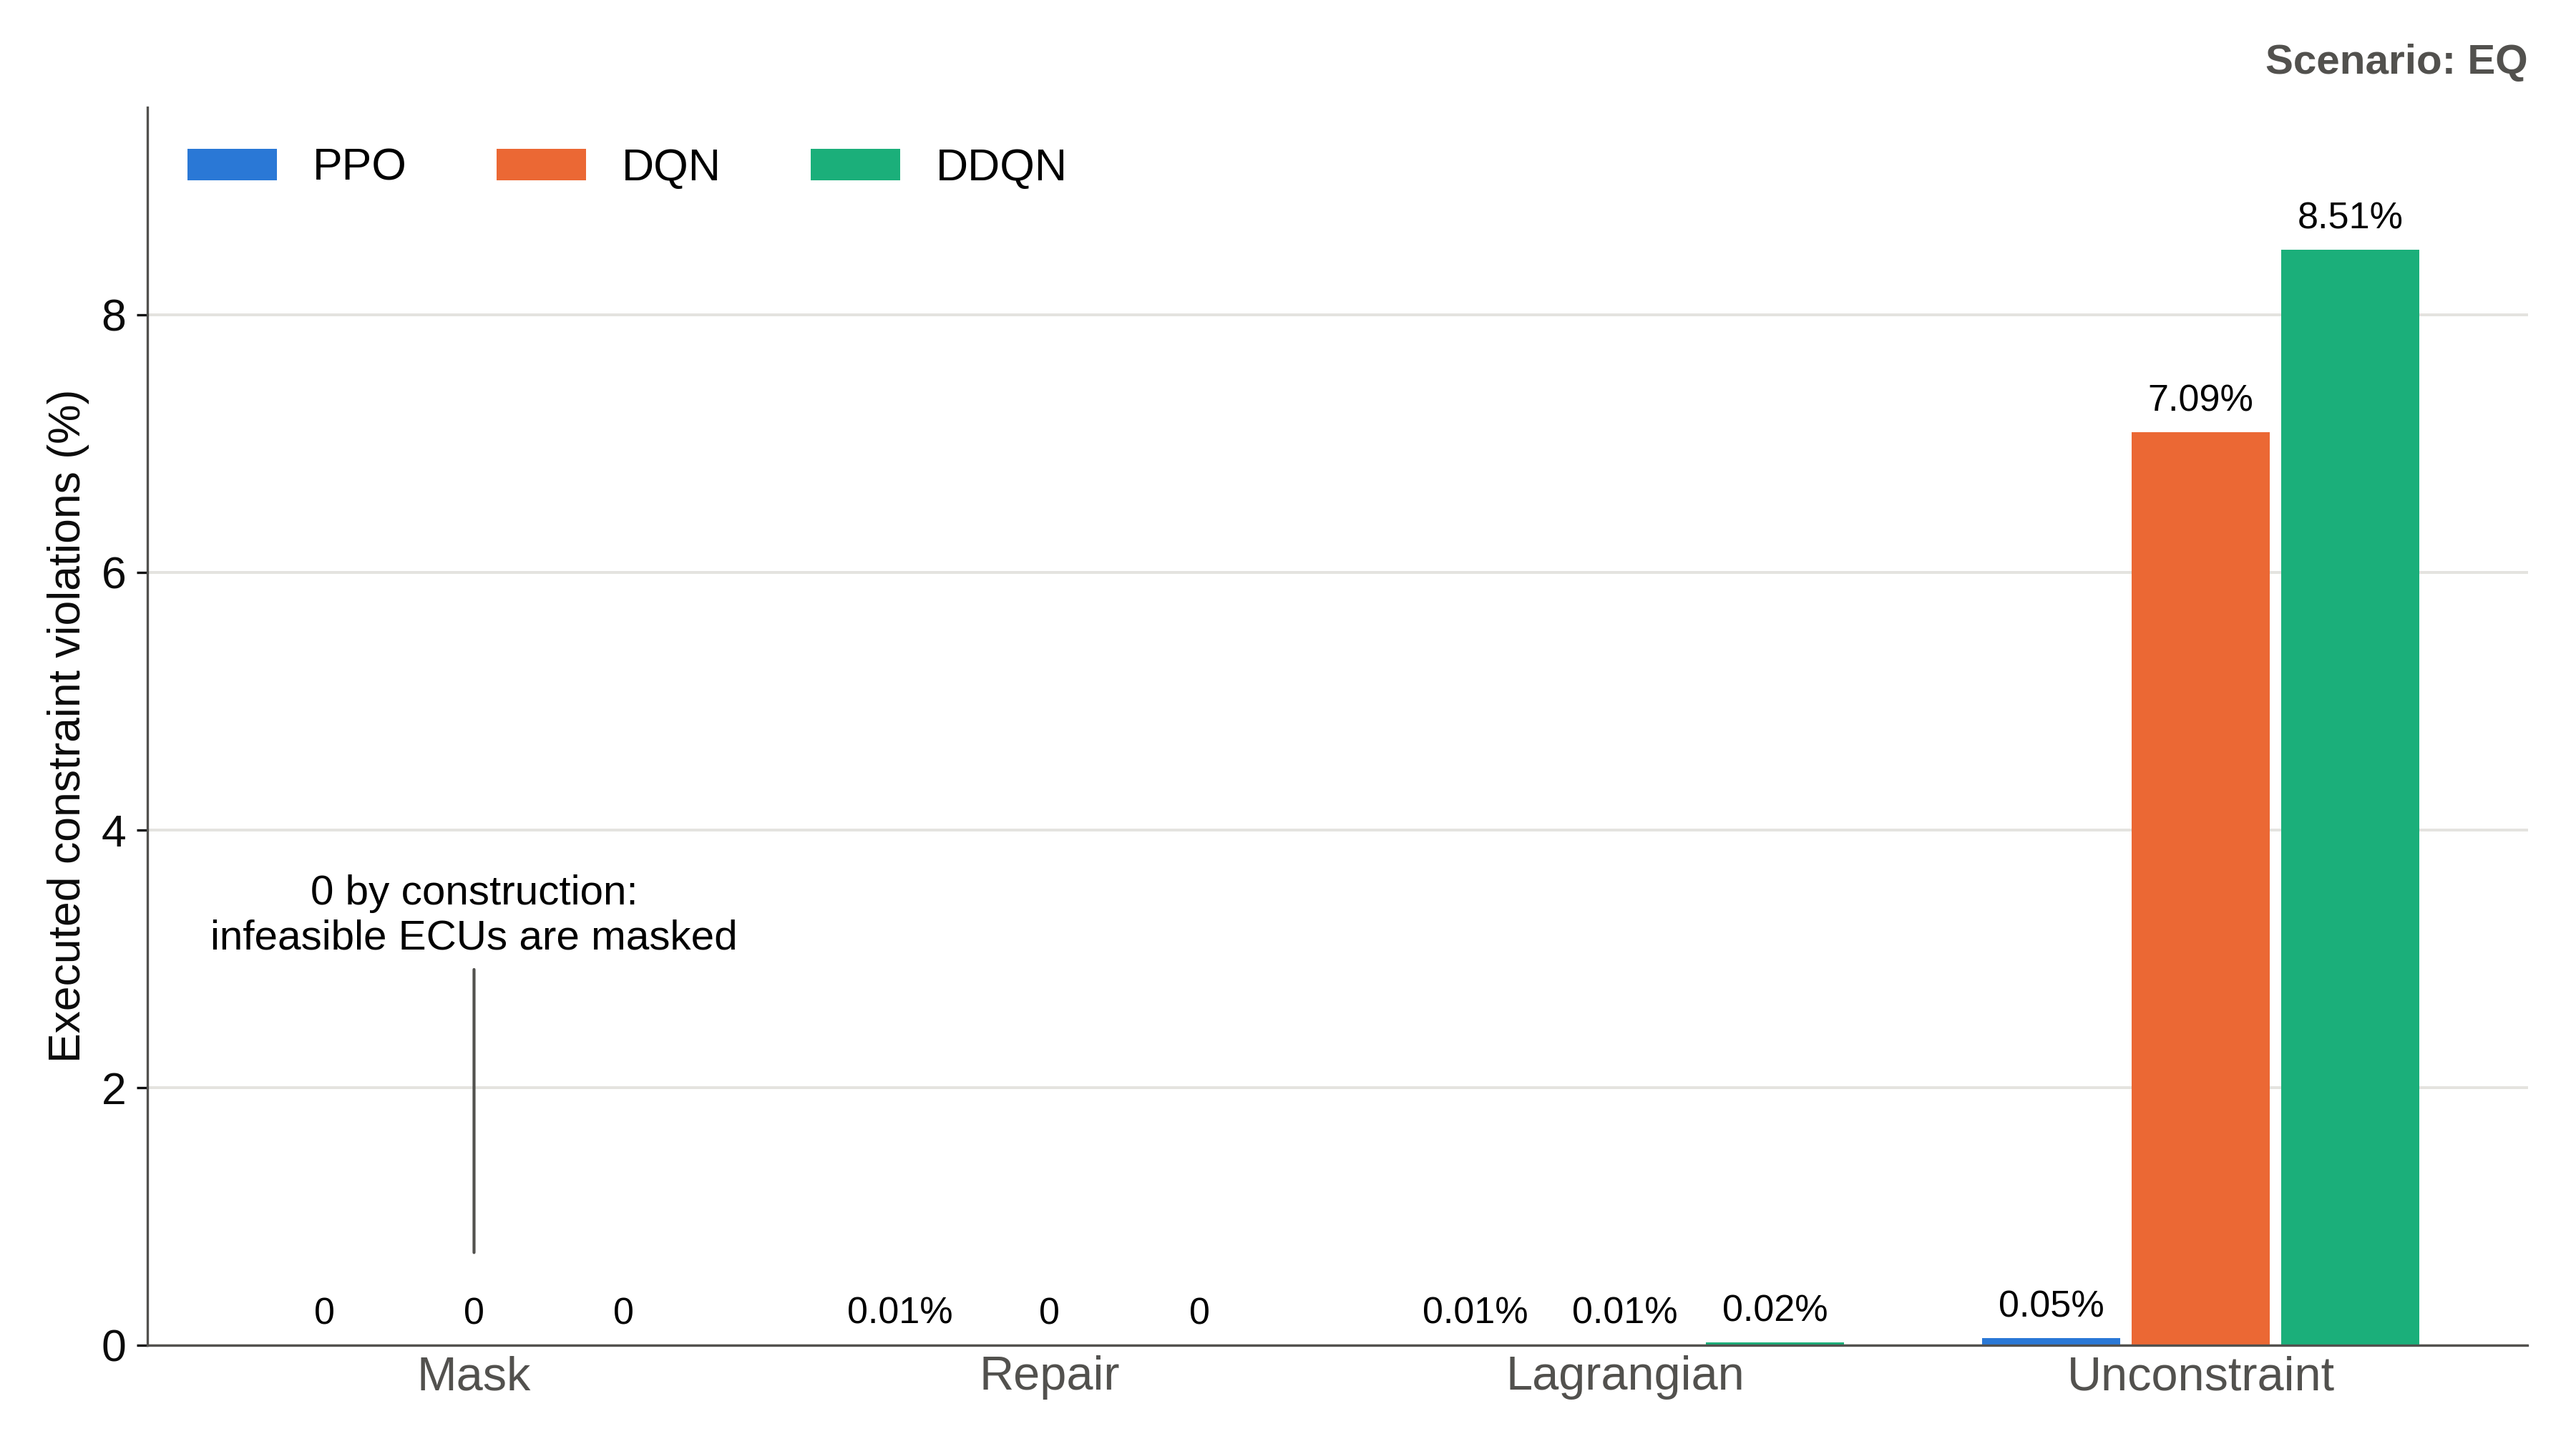 Scenario: EQ
PPO
DQN
DDQN
8.51%
8
7.09%
6
Executed constraint violations (%)
4
0 by construction:
infeasible ECUs are masked
2
0
0 0 0 0.01% 0 0 0.01% 0.01% 0.02% 0.05%
Mask Repair Lagrangian Unconstraint